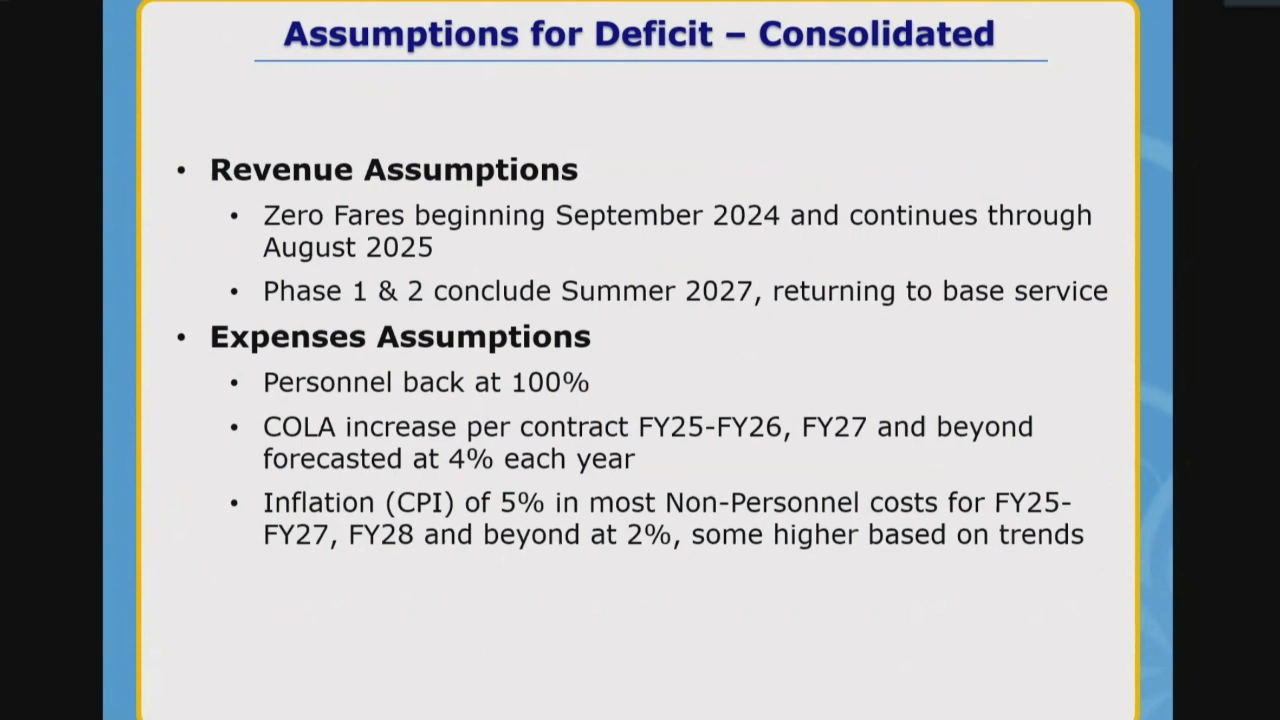 Assumptions for Deficit – Consolidated
• Revenue Assumptions
• Zero Fares beginning September 2024 and continues through
August 2025
• Phase 1 & 2 conclude Summer 2027, returning to base service
• Expenses Assumptions
• Personnel back at 100%
• COLA increase per contract FY25-FY26, FY27 and beyond
forecasted at 4% each year
• Inflation (CPI) of 5% in most Non-Personnel costs for FY25-
FY27, FY28 and beyond at 2%, some higher based on trends